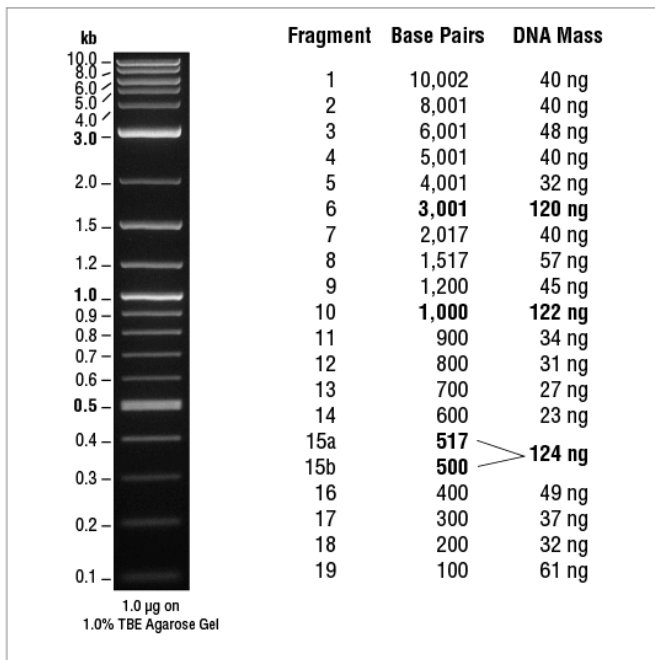 kb
10.0
8.0
6.0
5.0
4.0
3.0
2.0
1.5
1.2
1.0
0.9
0.8
0.7
0.6
0.5
0.4
0.3
0.2
0.1
1.0 µg on
1.0% TBE Agarose Gel
Fragment Base Pairs DNA Mass
1 10,002 40 ng
2 8,001 40 ng
3 6,001 48 ng
4 5,001 40 ng
5 4,001 32 ng
6 3,001 120 ng
7 2,017 40 ng
8 1,517 57 ng
9 1,200 45 ng
10 1,000 122 ng
11 900 34 ng
12 800 31 ng
13 700 27 ng
14 600 23 ng
15a 517
124 ng
15b 500
16 400 49 ng
17 300 37 ng
18 200 32 ng
19 100 61 ng